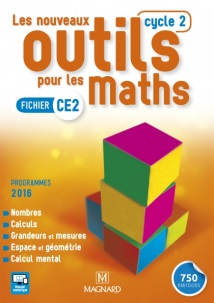 Les nouveaux cycle 2
outils
pour les maths
FICHIER CE2
PROGRAMMES
2016
Nombres
Calculs
Grandeurs et mesures
Espace et géométrie
Calcul mental
MAGNARD
750
EXERCICES